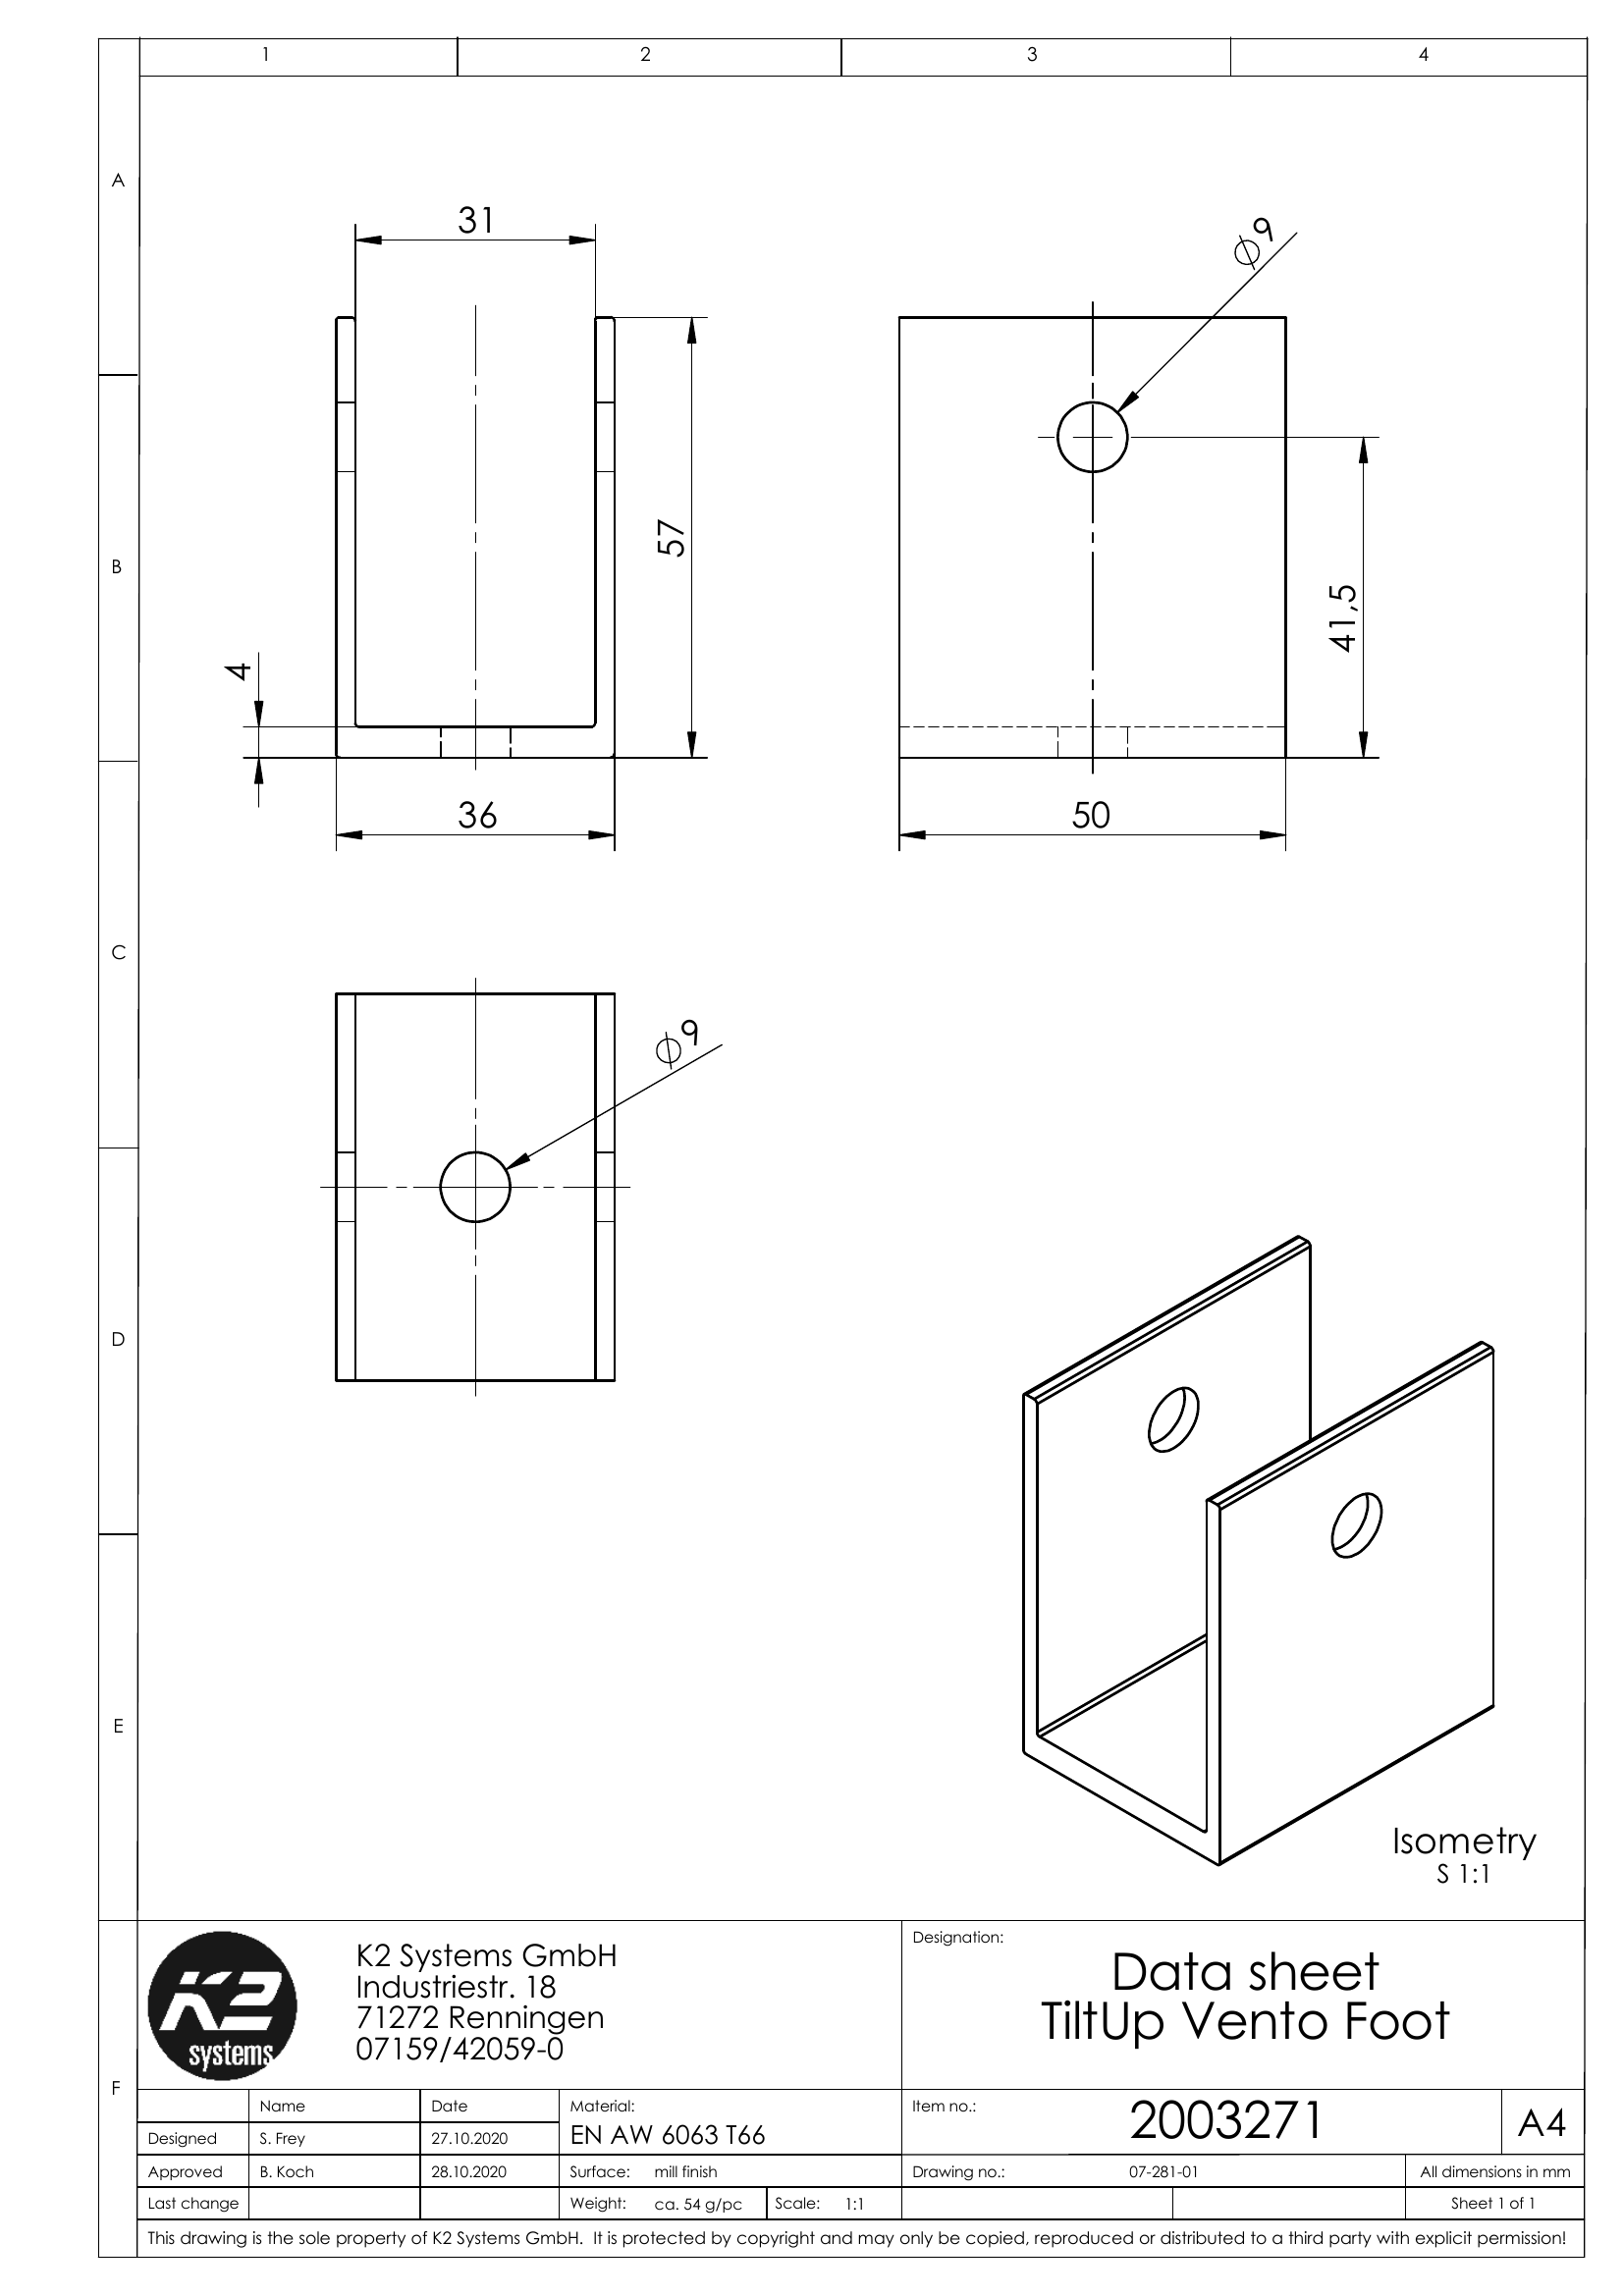 1 2 3 4
A
B
C
D
E
F
31
57
4
36
⌀9
41,5
50
⌀9
Isometry
S 1:1
K2
systems
K2 Systems GmbH
Industriestr. 18
71272 Renningen
07159/42059-0
Designation:
Data sheet
TiltUp Vento Foot
Name Date Material:
Designed S. Frey 27.10.2020 EN AW 6063 T66
Item no.: 2003271 A4
Approved B. Koch 28.10.2020 Surface: mill finish Drawing no.: 07-281-01 All dimensions in mm
Last change Weight: ca. 54 g/pc Scale: 1:1 Sheet 1 of 1
This drawing is the sole property of K2 Systems GmbH. It is protected by copyright and may only be copied, reproduced or distributed to a third party with explicit permission!